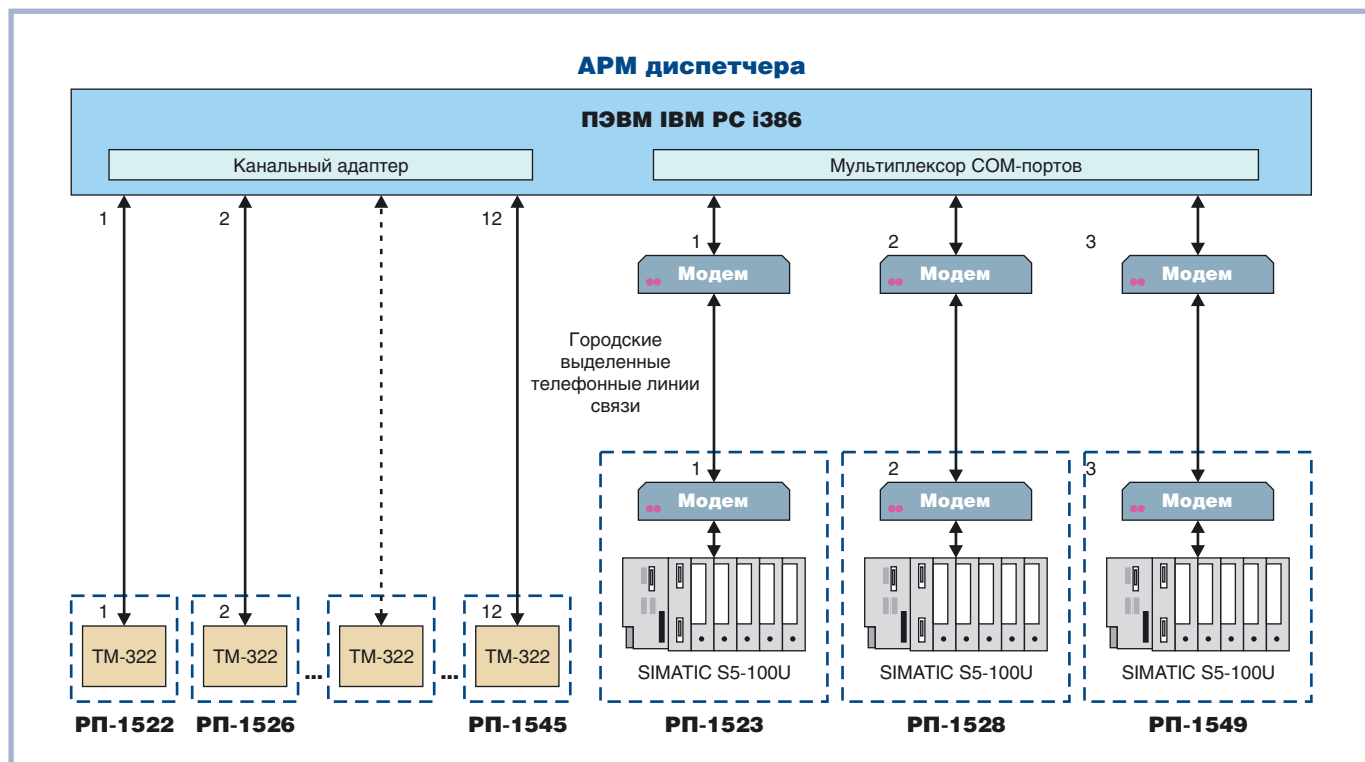 АРМ диспетчера
ПЭВМ IBM PC i386
Канальный адаптер
Мультиплексор COM-портов
1
2
12
1
2
3
Модем
Модем
Модем
Городские
выделенные
телефонные линии
связи
1
2
3
Модем
Модем
Модем
1
2
12
ТМ-322
ТМ-322
...
ТМ-322
...
ТМ-322
SIMATIC S5-100U
SIMATIC S5-100U
SIMATIC S5-100U
РП-1522
РП-1526
РП-1545
РП-1523
РП-1528
РП-1549